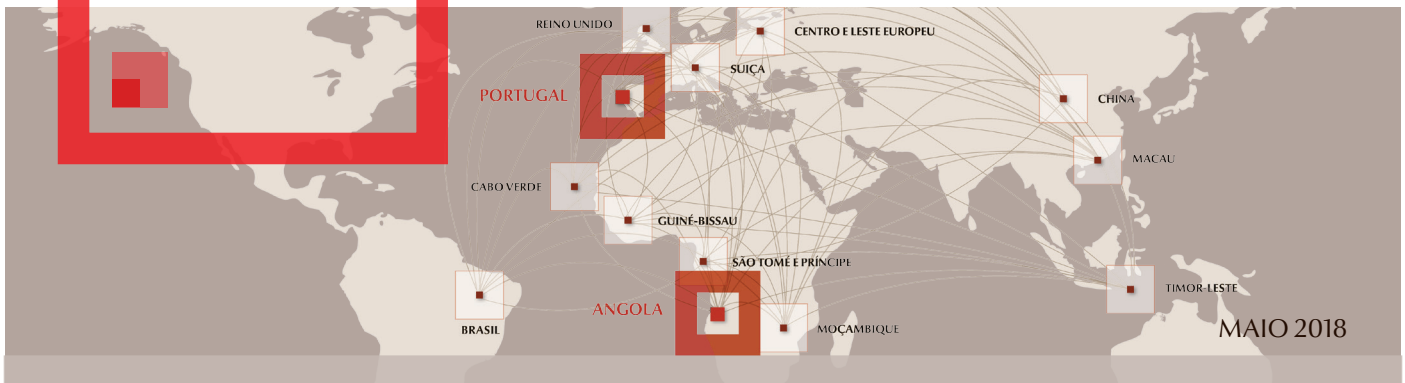 REINO UNIDO
CENTRO E LESTE EUROPEU
SUIÇA
PORTUGAL
CHINA
MACAU
CABO VERDE
GUINÉ-BISSAU
SÃO TOMÉ E PRÍNCIPE
TIMOR-LESTE
ANGOLA
BRASIL
MOÇAMBIQUE
MAIO 2018